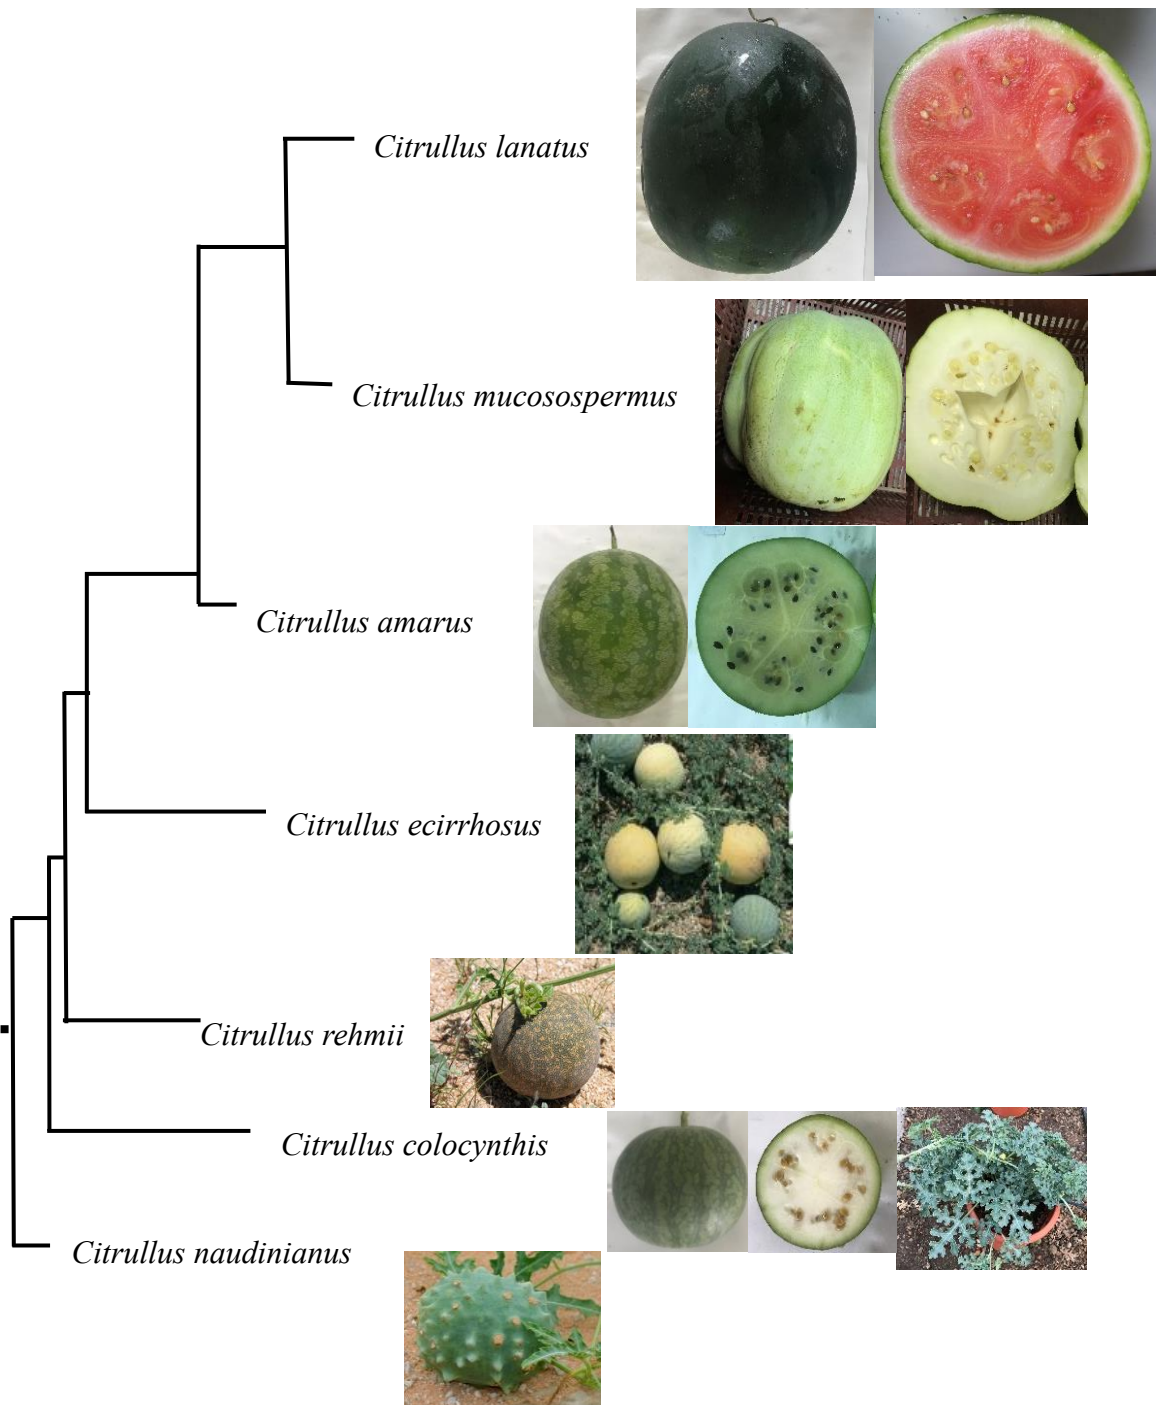 Citrullus lanatus
Citrullus mucosospermus
Citrullus amarus
Citrullus ecirrhosus
Citrullus rehmii
Citrullus colocynthis
Citrullus naudinianus